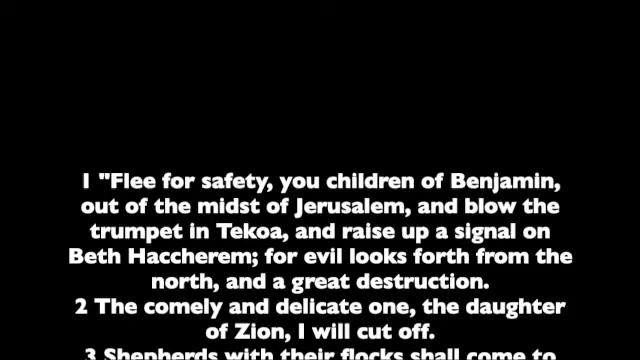 1 "Flee for safety, you children of Benjamin,
out of the midst of Jerusalem, and blow the
trumpet in Tekoa, and raise up a signal on
Beth Haccherem; for evil looks forth from the
north, and a great destruction.
2 The comely and delicate one, the daughter
of Zion, I will cut off.
3 Shepherds with their flocks shall come to